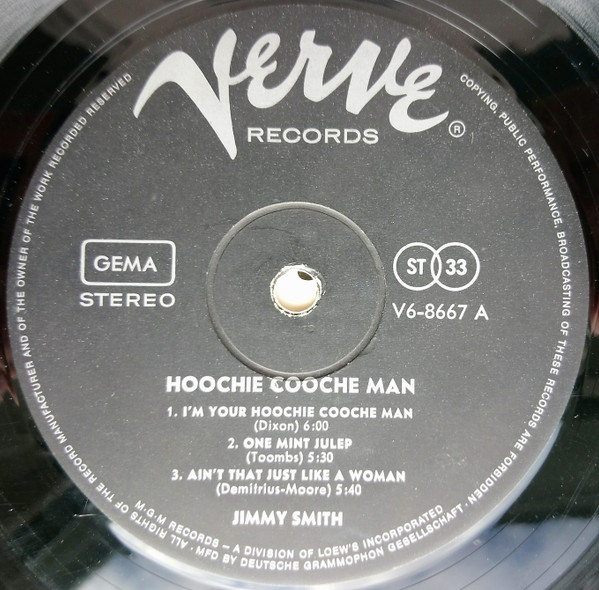 Verve
RECORDS ®
GEMA
STEREO
ST 33
V6-8667 A
HOOCHIE COOCHE MAN
1. I'M YOUR HOOCHIE COOCHE MAN
(Dixon) 6:00
2. ONE MINT JULEP
(Toombs) 5:30
3. AIN'T THAT JUST LIKE A WOMAN
(Demitrius-Moore) 5:40
JIMMY SMITH
M·G·M RECORDS – A DIVISION OF LOEW'S INCORPORATED
· ALL RIGHTS OF THE RECORD MANUFACTURER AND OF THE OWNER OF THE WORK RECORDED RESERVED
COPYING, PUBLIC PERFORMANCE, BROADCASTING OF THESE RECORDS ARE FORBIDDEN
· MFD BY DEUTSCHE GRAMMOPHON GESELLSCHAFT ·